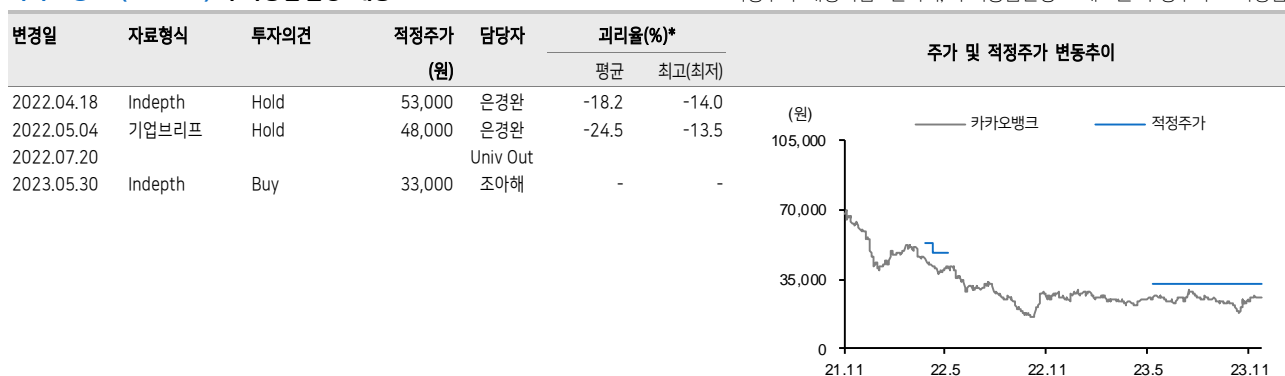 변경일 자료형식 투자의견 적정주가 담당자 괴리율(%)* 주가 및 적정주가 변동추이
(원) 평균 최고(최저)
2022.04.18 Indepth Hold 53,000 은경완 -18.2 -14.0
2022.05.04 기업브리프 Hold 48,000 은경완 -24.5 -13.5
2022.07.20 Univ Out
2023.05.30 Indepth Buy 33,000 조아해 - -
(원)
카카오뱅크 적정주가
105,000
70,000
35,000
0
21.11 22.5 22.11 23.5 23.11